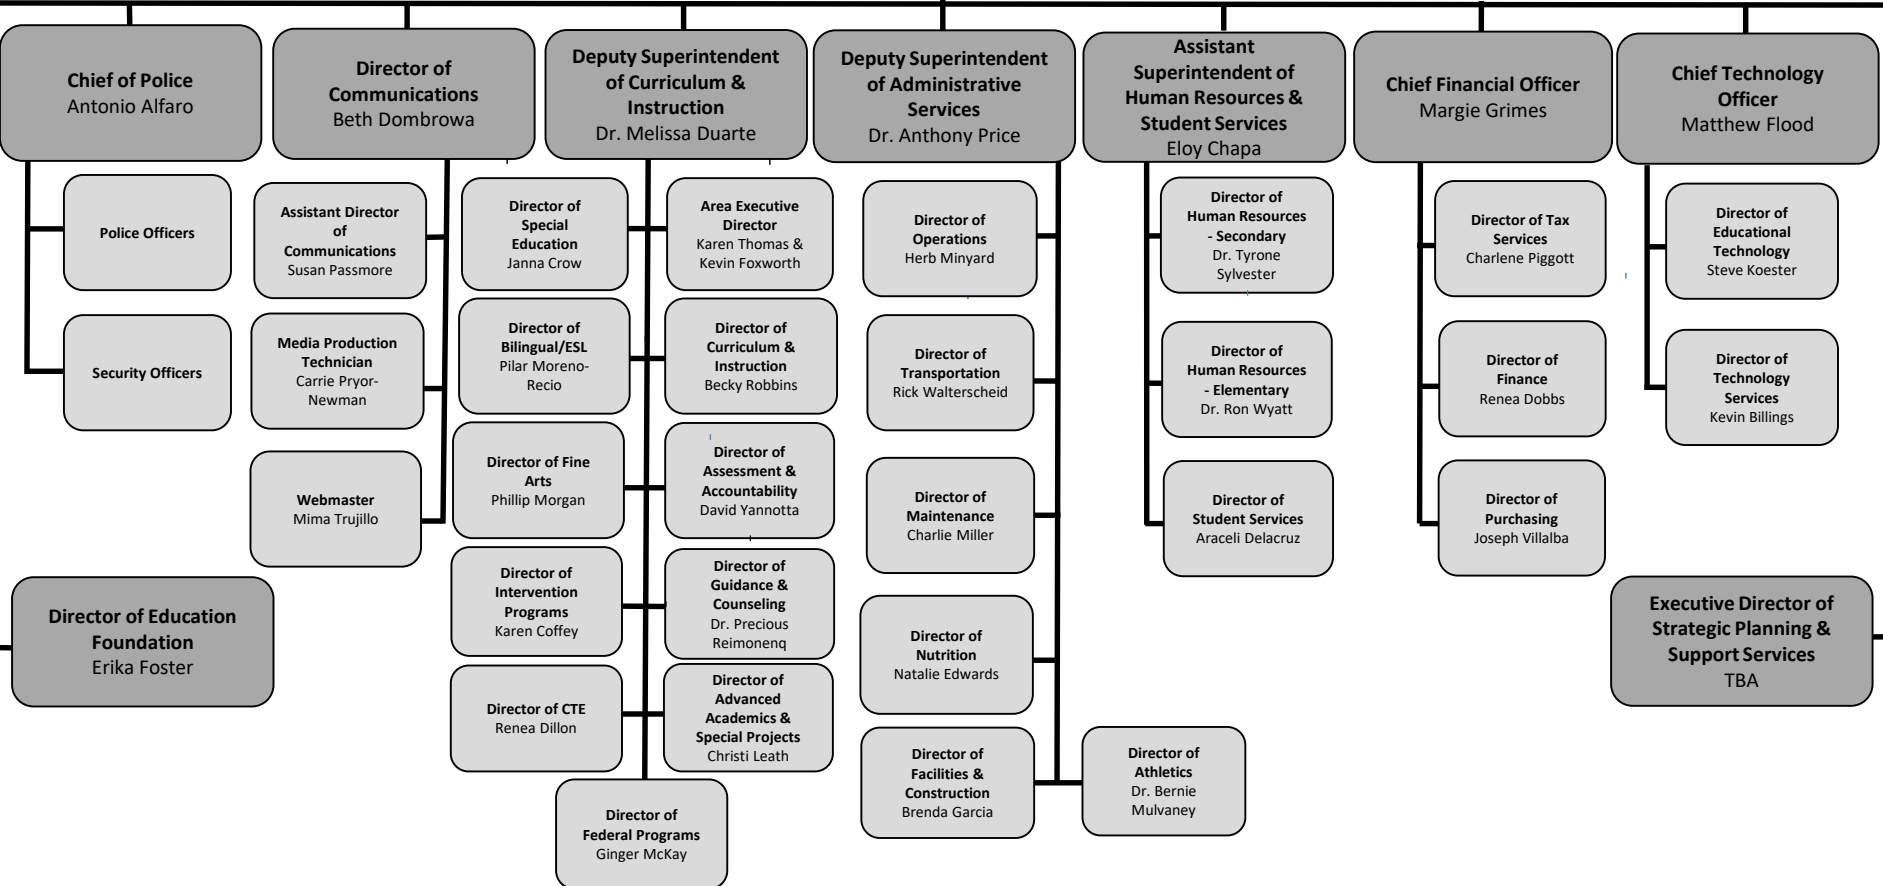 Chief of Police
Antonio Alfaro
Director of
Communications
Beth Dombrowa
Deputy Superintendent
of Curriculum &
Instruction
Dr. Melissa Duarte
Deputy Superintendent
of Administrative
Services
Dr. Anthony Price
Assistant
Superintendent of
Human Resources &
Student Services
Eloy Chapa
Chief Financial Officer
Margie Grimes
Chief Technology
Officer
Matthew Flood
Police Officers
Security Officers
Assistant Director
of
Communications
Susan Passmore
Media Production
Technician
Carrie Pryor-
Newman
Webmaster
Mima Trujillo
Director of
Special
Education
Janna Crow
Area Executive
Director
Karen Thomas &
Kevin Foxworth
Director of
Bilingual/ESL
Pilar Moreno-
Recio
Director of
Curriculum &
Instruction
Becky Robbins
Director of Fine
Arts
Phillip Morgan
Director of
Assessment &
Accountability
David Yannotta
Director of
Intervention
Programs
Karen Coffey
Director of
Guidance &
Counseling
Dr. Precious
Reimonenq
Director of CTE
Renea Dillon
Director of
Advanced
Academics &
Special Projects
Christi Leath
Director of
Federal Programs
Ginger McKay
Director of
Operations
Herb Minyard
Director of
Transportation
Rick Walterscheid
Director of
Maintenance
Charlie Miller
Director of
Nutrition
Natalie Edwards
Director of
Facilities &
Construction
Brenda Garcia
Director of
Athletics
Dr. Bernie
Mulvaney
Director of
Human Resources
- Secondary
Dr. Tyrone
Sylvester
Director of
Human Resources
- Elementary
Dr. Ron Wyatt
Director of
Student Services
Araceli Delacruz
Director of Tax
Services
Charlene Piggott
Director of
Finance
Renea Dobbs
Director of
Purchasing
Joseph Villalba
Director of
Educational
Technology
Steve Koester
Director of
Technology
Services
Kevin Billings
Director of Education
Foundation
Erika Foster
Executive Director of
Strategic Planning &
Support Services
TBA